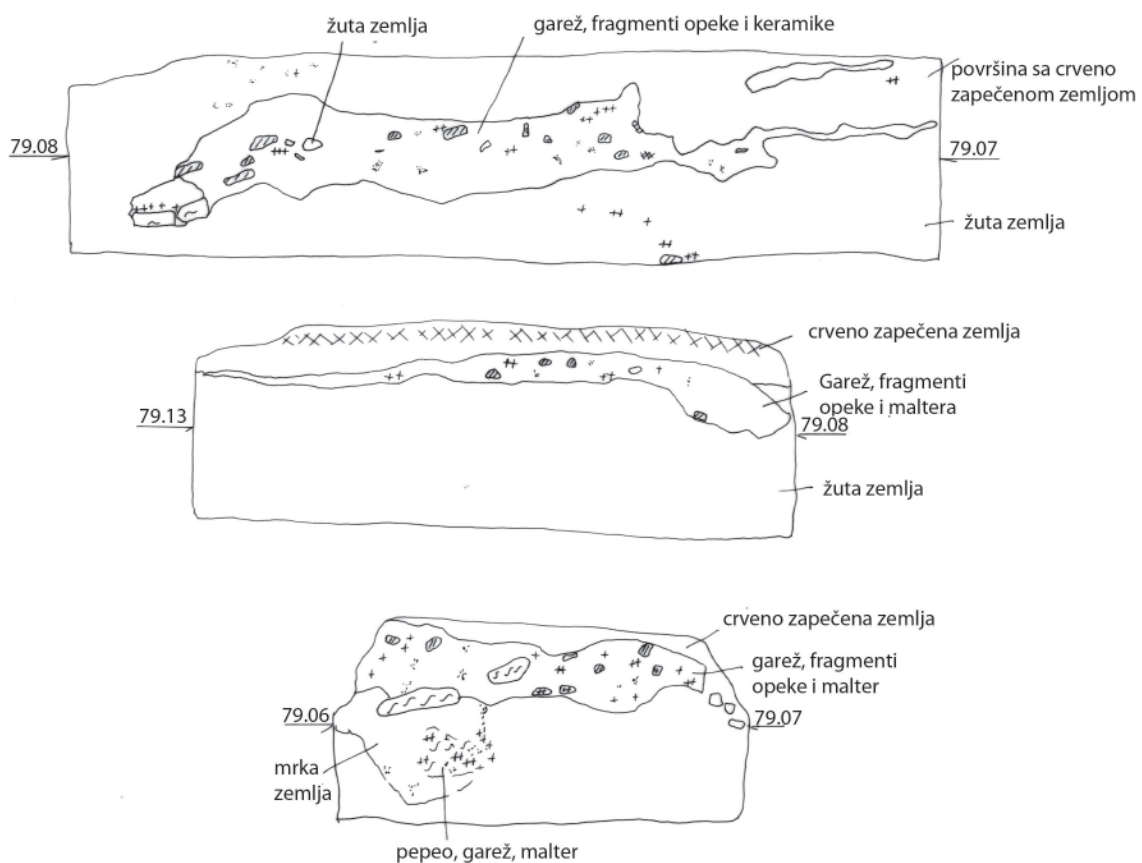 žuta zemlja
garež, fragmenti opeke i keramike
površina sa crveno
zapečenom zemljom
79.08
79.07
žuta zemlja
crveno zapečena zemlja
Garež, fragmenti
opeke i maltera
79.13
79.08
žuta zemlja
crveno zapečena zemlja
garež, fragmenti
opeke i malter
79.06
79.07
mrka
zemlja
pepeo, garež, malter